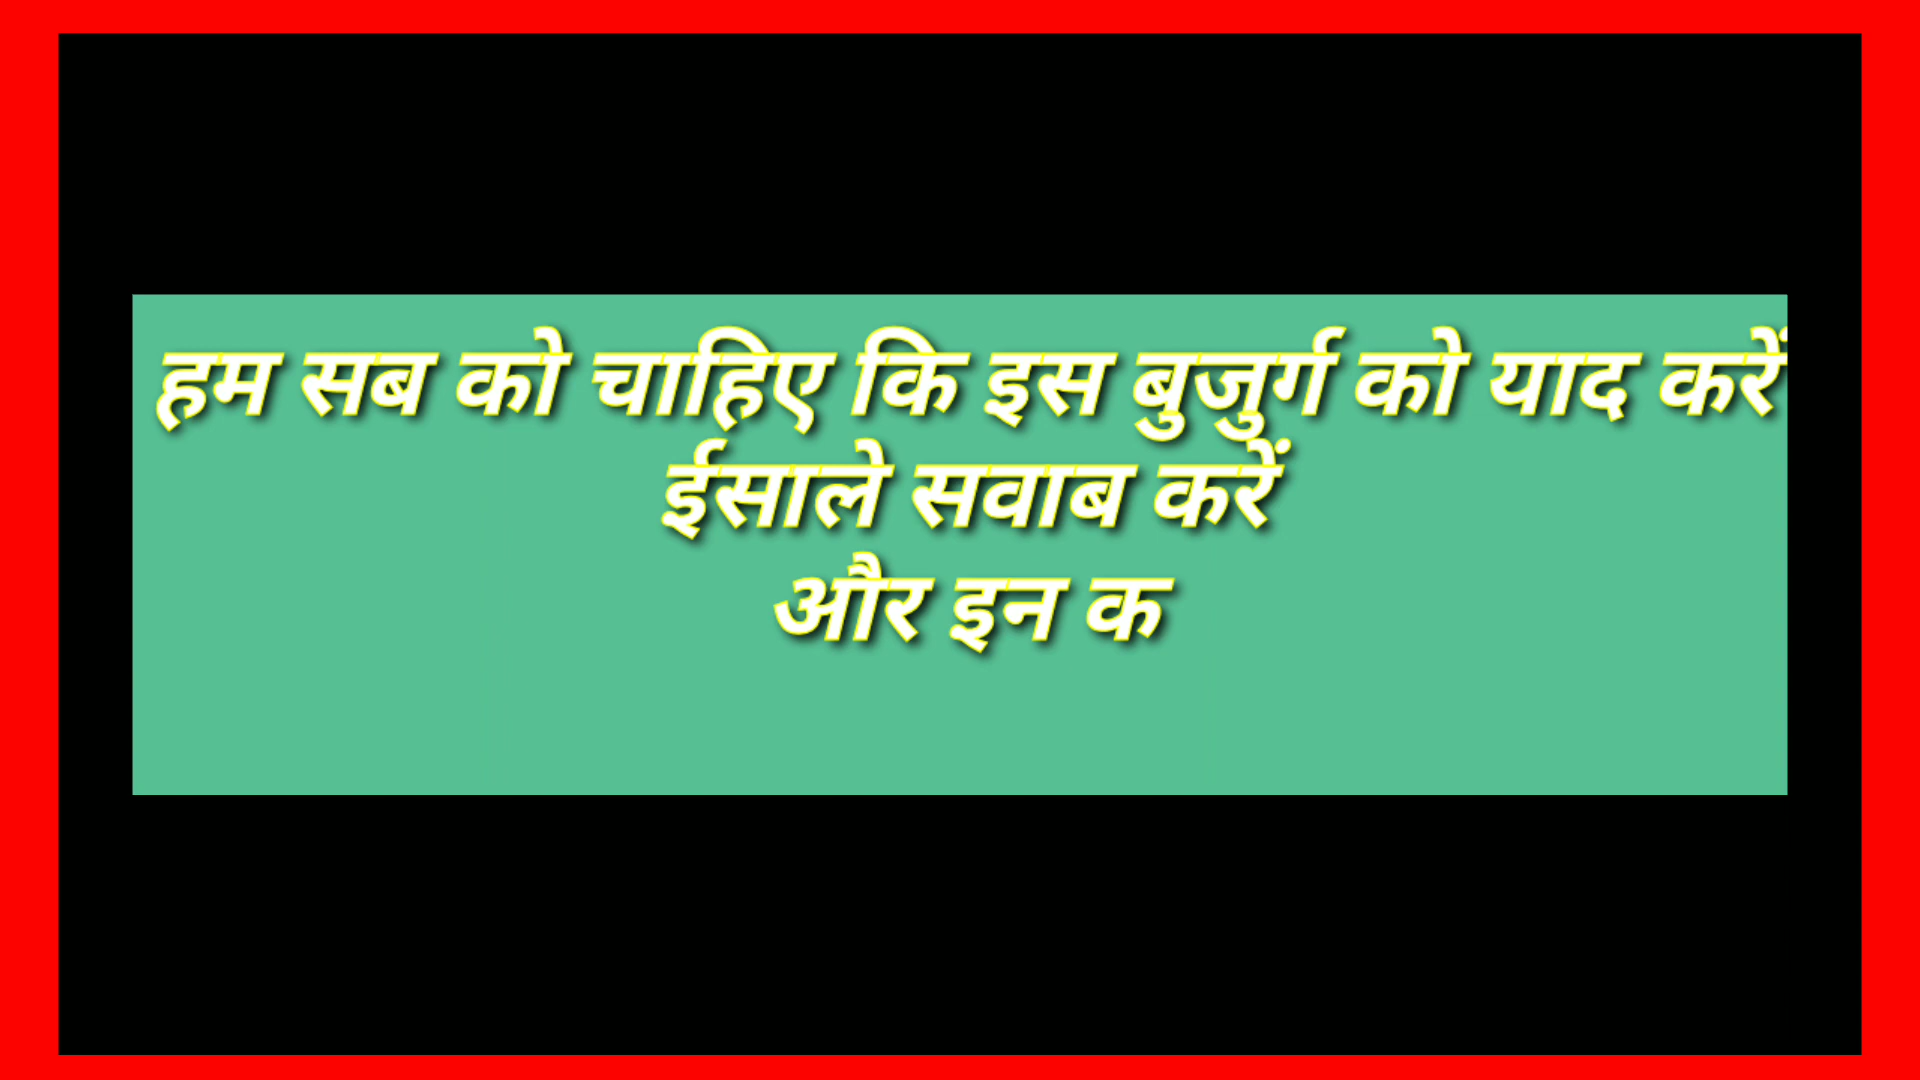 हम सब को चाहिए कि इस बुजुर्ग को याद करें
ईसाले सवाब करें
और इन क